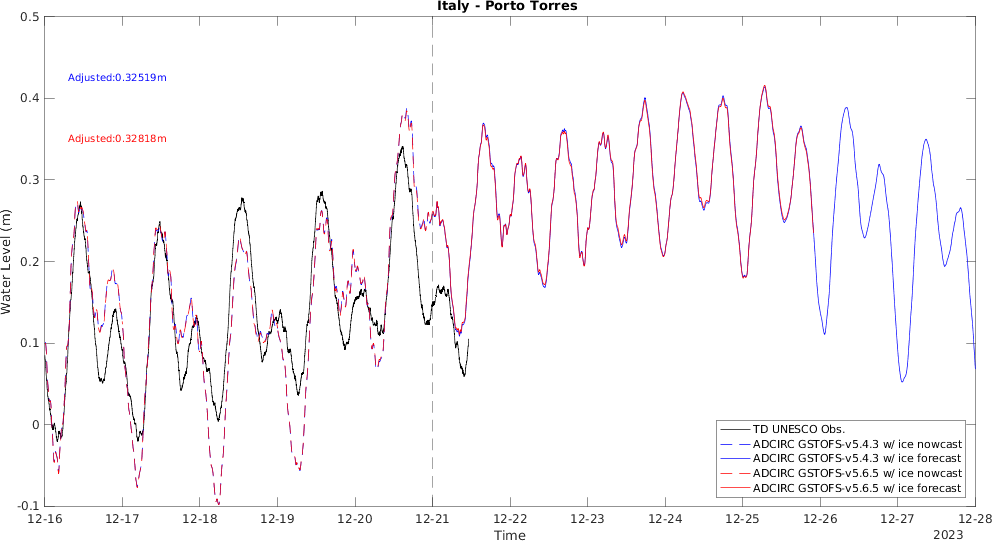 Italy - Porto Torres
Adjusted:0.32519m
Adjusted:0.32818m
Water Level (m)
0.5
0.4
0.3
0.2
0.1
0
-0.1
12-16
12-17
12-18
12-19
12-20
12-21
12-22
12-23
12-24
12-25
12-26
12-27
12-28
Time
2023
TD UNESCO Obs.
ADCIRC GSTOFS-v5.4.3 w/ ice nowcast
ADCIRC GSTOFS-v5.4.3 w/ ice forecast
ADCIRC GSTOFS-v5.6.5 w/ ice nowcast
ADCIRC GSTOFS-v5.6.5 w/ ice forecast